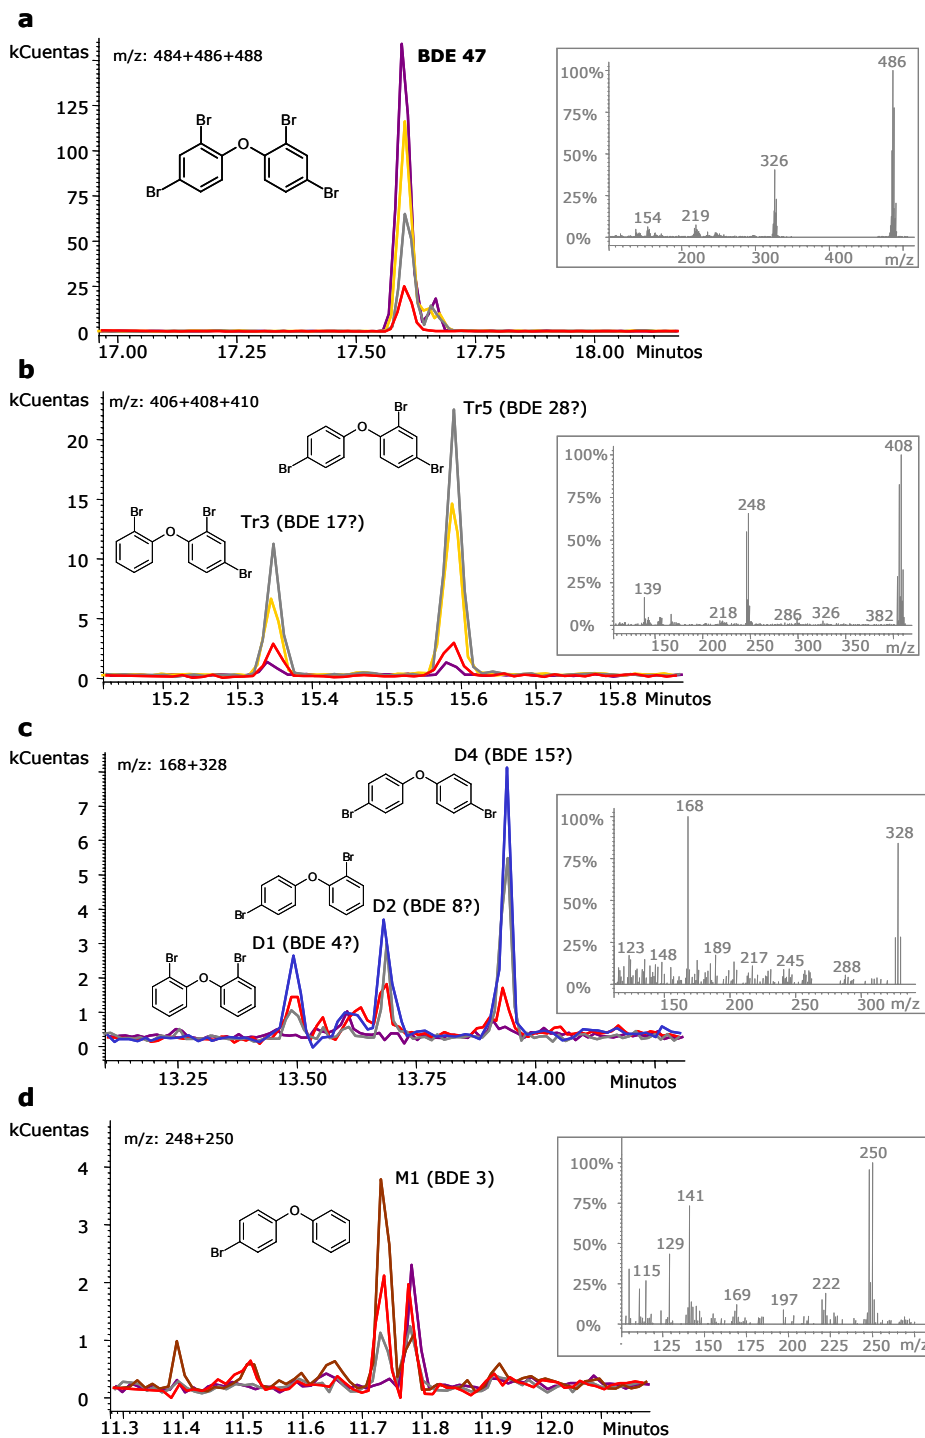 a
kCuentas
m/z: 484+486+488
BDE 47
125
100
75
50
25
0
17.00 17.25 17.50 17.75 18.00 Minutos
Br Br
O
Br Br
100%
75%
50%
25%
0%
486
326
154 219
200 300 400 m/z
b
kCuentas
m/z: 406+408+410
Tr5 (BDE 28?)
Tr3 (BDE 17?)
20
15
10
5
0
15.2 15.3 15.4 15.5 15.6 15.7 15.8 Minutos
Br
O
Br Br
Br Br
O
Br
100%
75%
50%
25%
0%
408
248
139
218 286 326 382
150 200 250 300 350 m/z
c
kCuentas
m/z: 168+328
D4 (BDE 15?)
D2 (BDE 8?)
D1 (BDE 4?)
7
6
5
4
3
2
1
0
13.25 13.50 13.75 14.00 Minutos
O
Br Br
Br
O
Br
Br Br
O
100%
75%
50%
25%
0%
168
328
123 148 189 217 245 288
150 200 250 300 m/z
d
kCuentas
m/z: 248+250
M1 (BDE 3)
4
3
2
1
0
11.3 11.4 11.5 11.6 11.7 11.8 11.9 12.0 Minutos
O
Br
100%
75%
50%
25%
0%
250
141
129
115
169 197 222
125 150 175 200 225 250 m/z